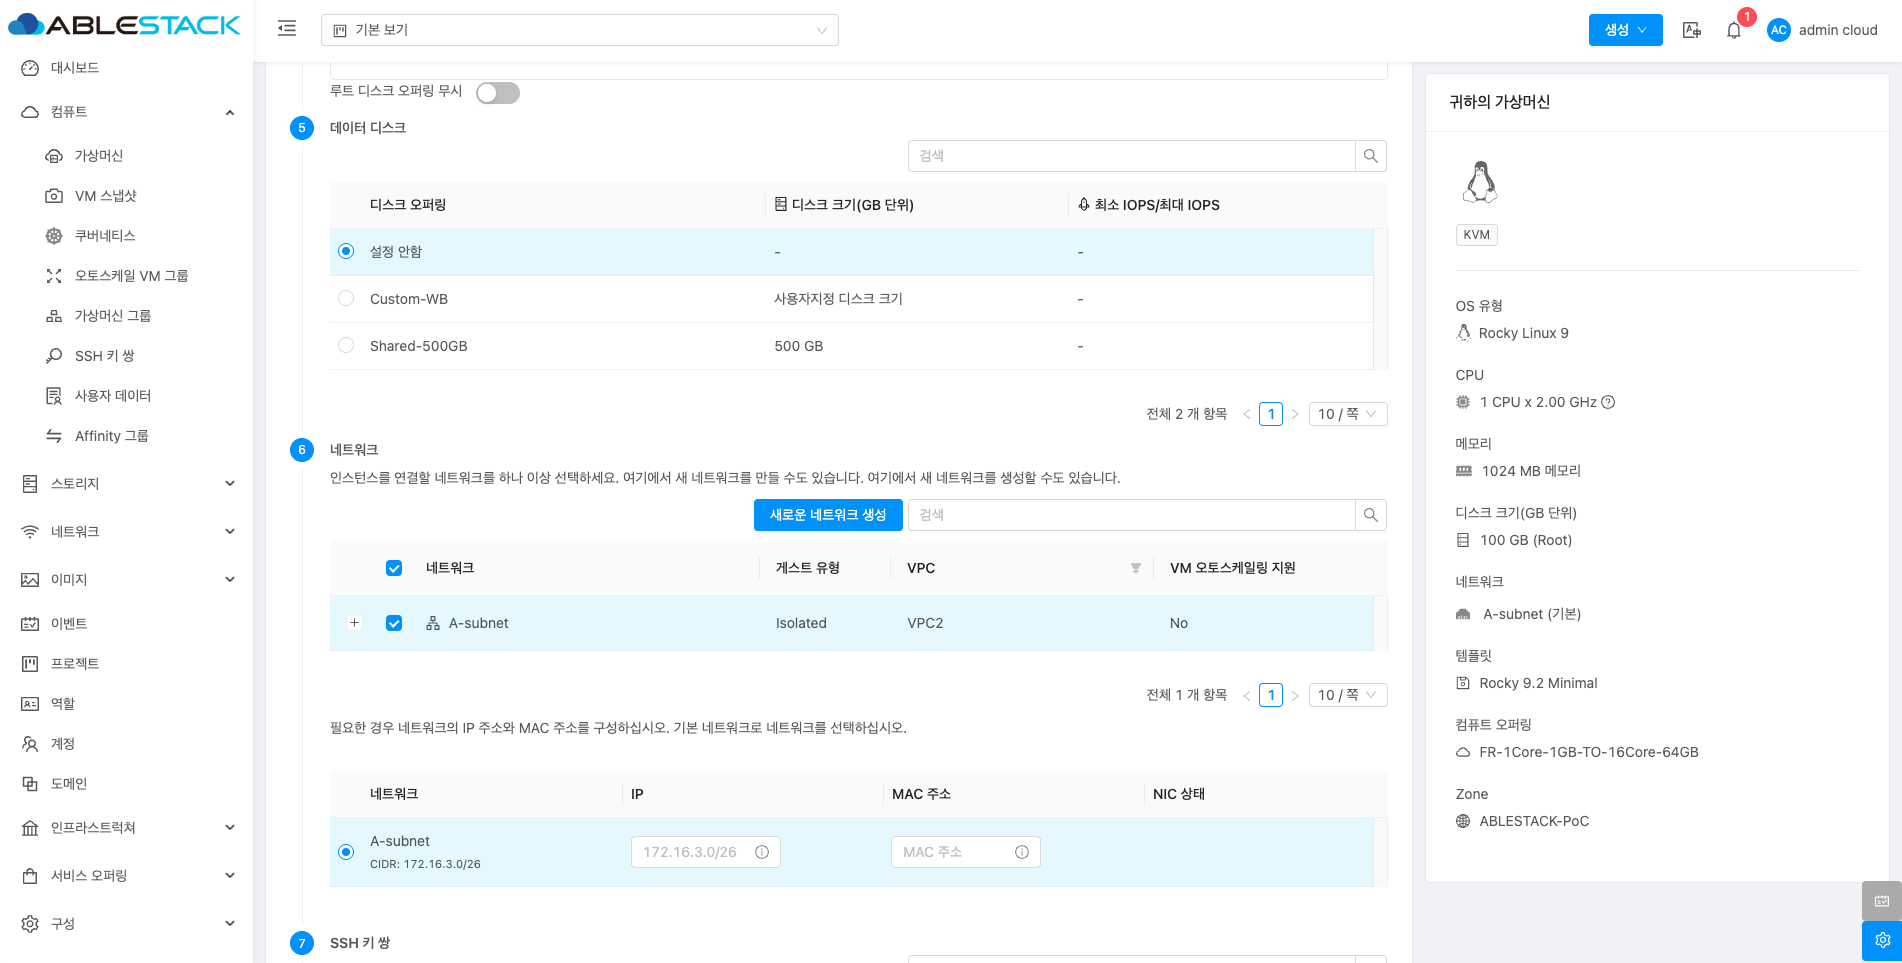 ABLESTACK
기본 보기
생성
1
AC
admin cloud
대시보드
컴퓨트
가상머신
VM 스냅샷
쿠버네티스
오토스케일 VM 그룹
가상머신 그룹
SSH 키 쌍
사용자 데이터
Affinity 그룹
스토리지
네트워크
이미지
이벤트
프로젝트
역할
계정
도메인
인프라스트럭쳐
서비스 오퍼링
구성
루트 디스크 오퍼링 무시
5 데이터 디스크
검색
디스크 오퍼링 디스크 크기(GB 단위) 최소 IOPS/최대 IOPS
설정 안함 - -
Custom-WB 사용자지정 디스크 크기 -
Shared-500GB 500 GB -
전체 2 개 항목 1 10 / 쪽
6 네트워크
인스턴스를 연결할 네트워크를 하나 이상 선택하세요. 여기에서 새 네트워크를 만들 수도 있습니다. 여기에서 새 네트워크를 생성할 수도 있습니다.
새로운 네트워크 생성 검색
네트워크 게스트 유형 VPC VM 오토스케일링 지원
A-subnet Isolated VPC2 No
전체 1 개 항목 1 10 / 쪽
필요한 경우 네트워크의 IP 주소와 MAC 주소를 구성하십시오. 기본 네트워크로 네트워크를 선택하십시오.
네트워크 IP MAC 주소 NIC 상태
A-subnet
CIDR: 172.16.3.0/26
172.16.3.0/26 MAC 주소
7 SSH 키 쌍
귀하의 가상머신
KVM
OS 유형
Rocky Linux 9
CPU
1 CPU x 2.00 GHz
메모리
1024 MB 메모리
디스크 크기(GB 단위)
100 GB (Root)
네트워크
A-subnet (기본)
템플릿
Rocky 9.2 Minimal
컴퓨트 오퍼링
FR-1Core-1GB-TO-16Core-64GB
Zone
ABLESTACK-PoC